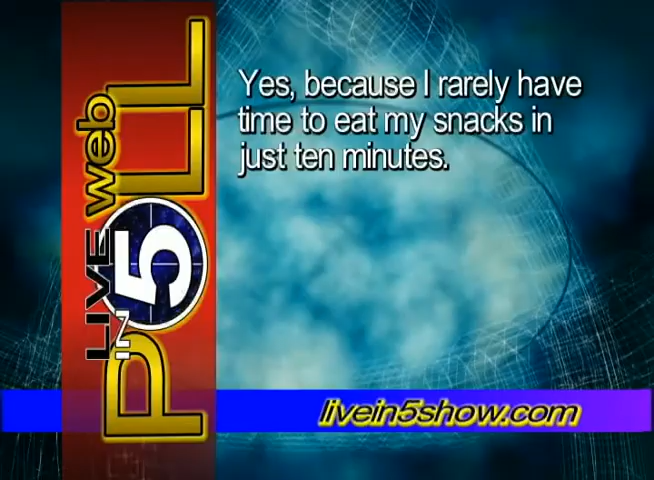 Yes, because I rarely have
time to eat my snacks in
just ten minutes.
LIVE
IN 5
web
POLL
livein5show.com